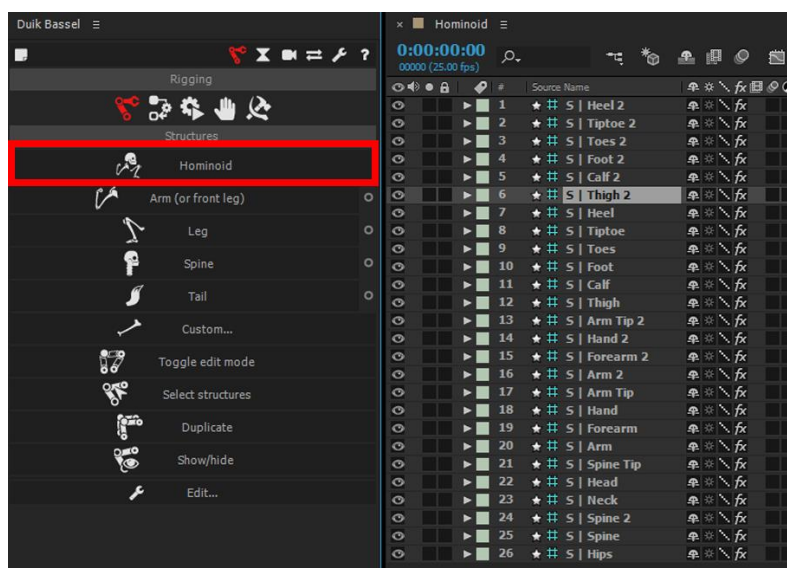 Duik Bassel
Rigging
Structures
Hominoid
Arm (or front leg)
Leg
Spine
Tail
Custom...
Toggle edit mode
Select structures
Duplicate
Show/hide
Edit...
Hominoid
0:00:00:00
00000 (25.00 fps)
# Source Name
1 S | Heel 2
2 S | Tiptoe 2
3 S | Toes 2
4 S | Foot 2
5 S | Calf 2
6 S | Thigh 2
7 S | Heel
8 S | Tiptoe
9 S | Toes
10 S | Foot
11 S | Calf
12 S | Thigh
13 S | Arm Tip 2
14 S | Hand 2
15 S | Forearm 2
16 S | Arm 2
17 S | Arm Tip
18 S | Hand
19 S | Forearm
20 S | Arm
21 S | Spine Tip
22 S | Head
23 S | Neck
24 S | Spine 2
25 S | Spine
26 S | Hips